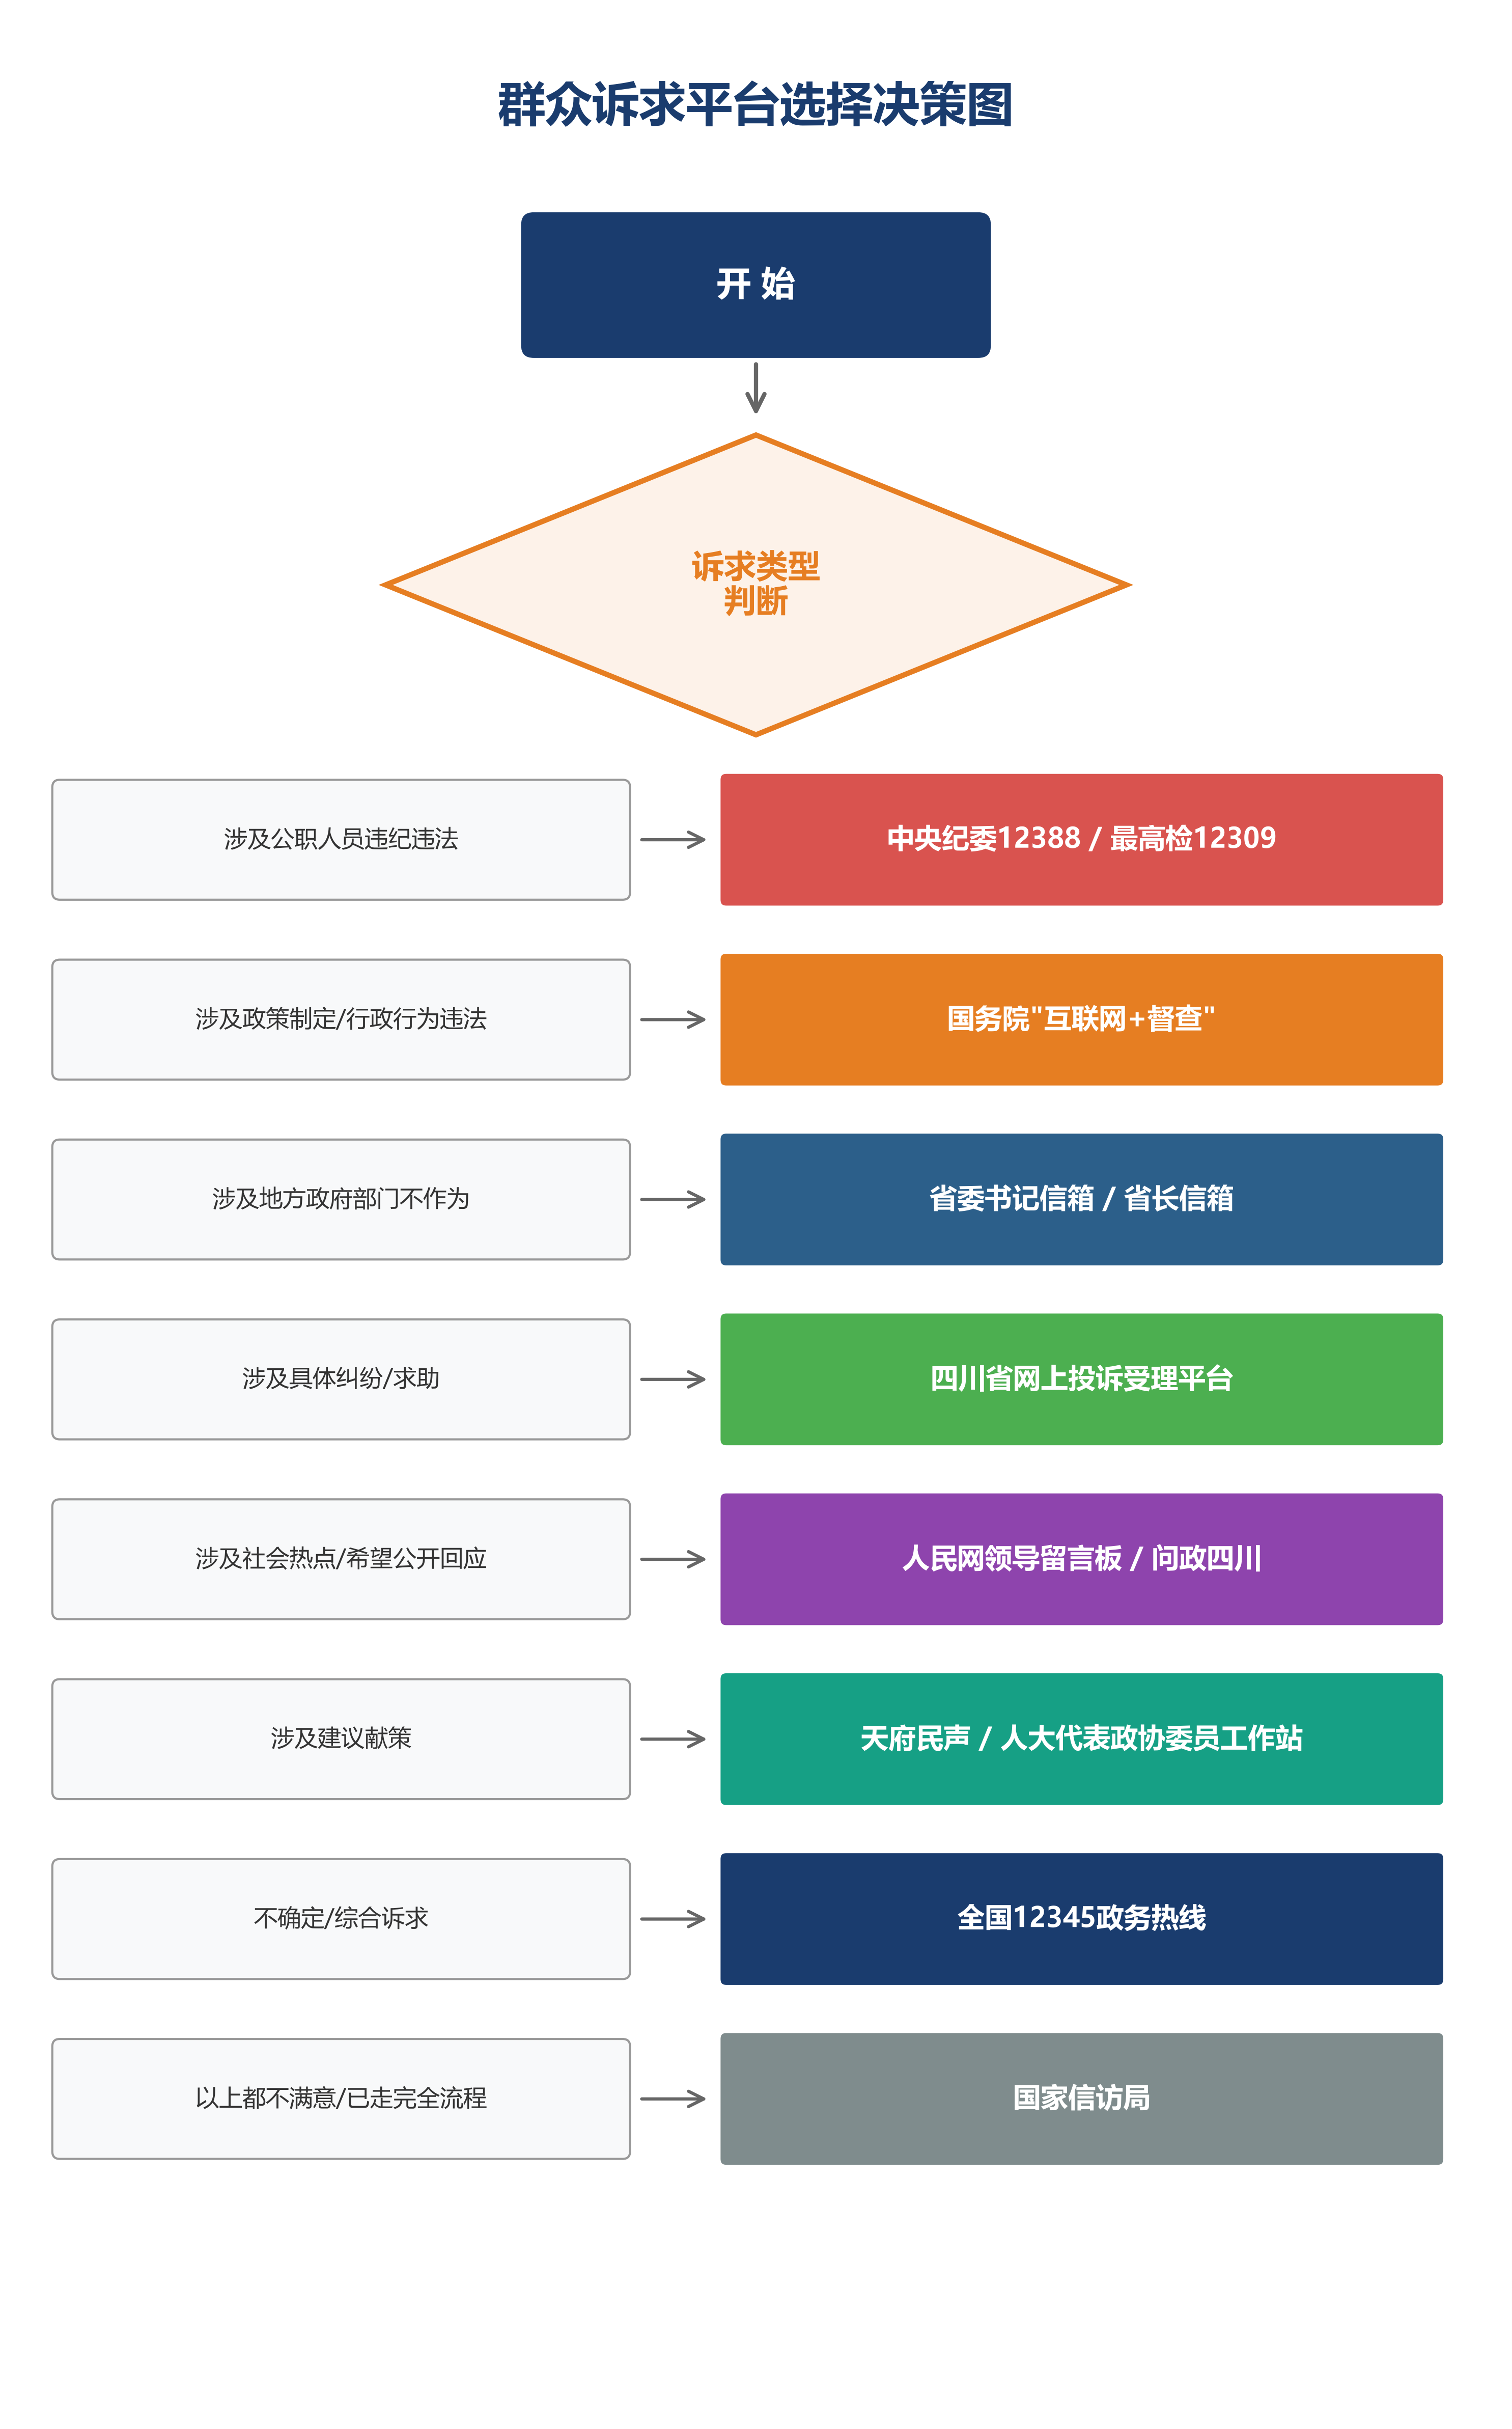 群众诉求平台选择决策图
开 始
诉求类型
判断
涉及公职人员违纪违法
中央纪委12388 / 最高检12309
涉及政策制定/行政行为违法
国务院"互联网+督查"
涉及地方政府部门不作为
省委书记信箱 / 省长信箱
涉及具体纠纷/求助
四川省网上投诉受理平台
涉及社会热点/希望公开回应
人民网领导留言板 / 问政四川
涉及建议献策
天府民声 / 人大代表政协委员工作站
不确定/综合诉求
全国12345政务热线
以上都不满意/已走完全流程
国家信访局